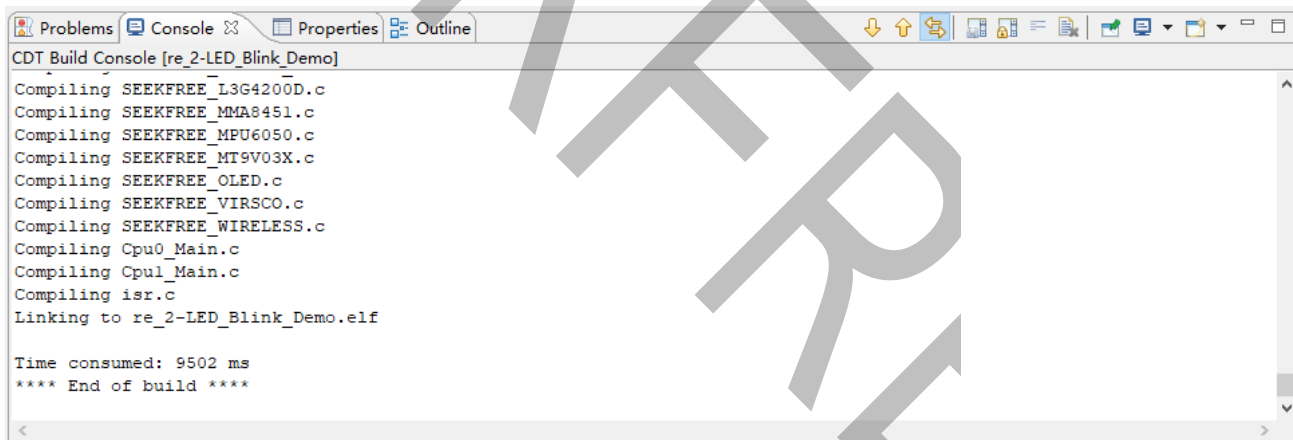 Problems Console Properties Outline
CDT Build Console [re_2-LED_Blink_Demo]
Compiling SEEKFREE_L3G4200D.c
Compiling SEEKFREE_MMA8451.c
Compiling SEEKFREE_MPU6050.c
Compiling SEEKFREE_MT9V03X.c
Compiling SEEKFREE_OLED.c
Compiling SEEKFREE_VIRSCO.c
Compiling SEEKFREE_WIRELESS.c
Compiling Cpu0_Main.c
Compiling Cpu1_Main.c
Compiling isr.c
Linking to re_2-LED_Blink_Demo.elf
Time consumed: 9502 ms
**** End of build ****